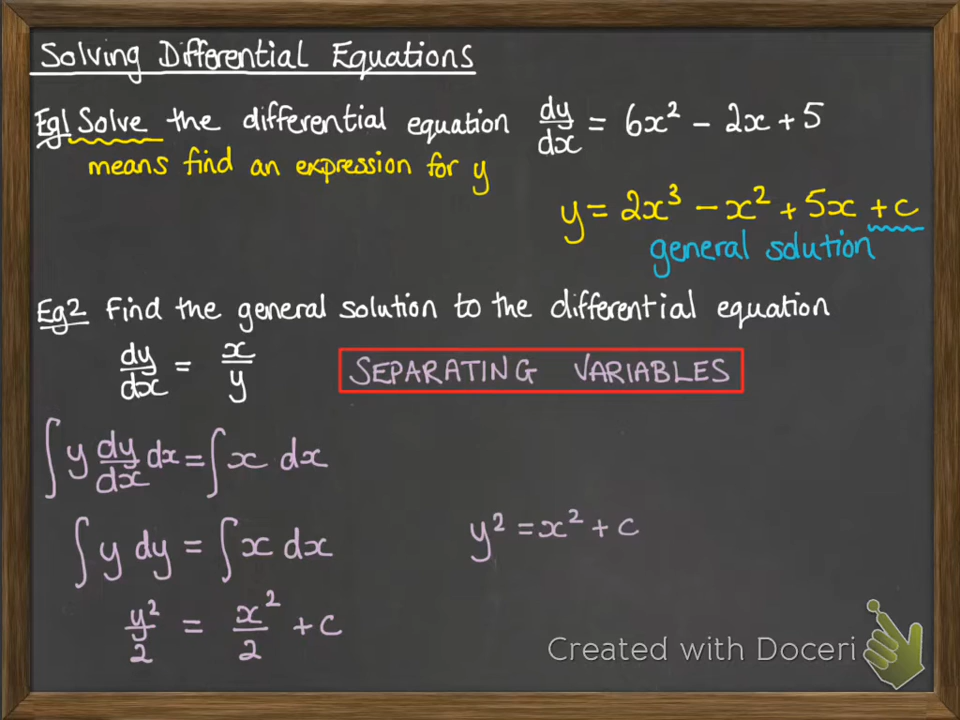 Solving Differential Equations
Eg1 Solve the differential equation dy/dx = 6x² − 2x + 5
means find an expression for y
y = 2x³ − x² + 5x + c
general solution
Eg2 Find the general solution to the differential equation
dy/dx = x/y
SEPARATING VARIABLES
∫ y dy/dx dx = ∫ x dx
∫ y dy = ∫ x dx
y² = x² + c
y²/2 = x²/2 + c
Created with Doceri